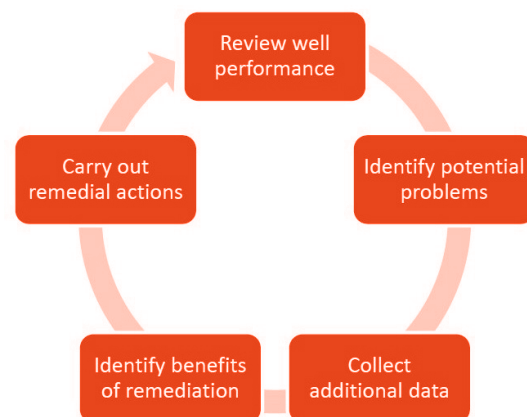 Review well
performance
Identify potential
problems
Collect
additional data
Identify benefits
of remediation
Carry out
remedial actions